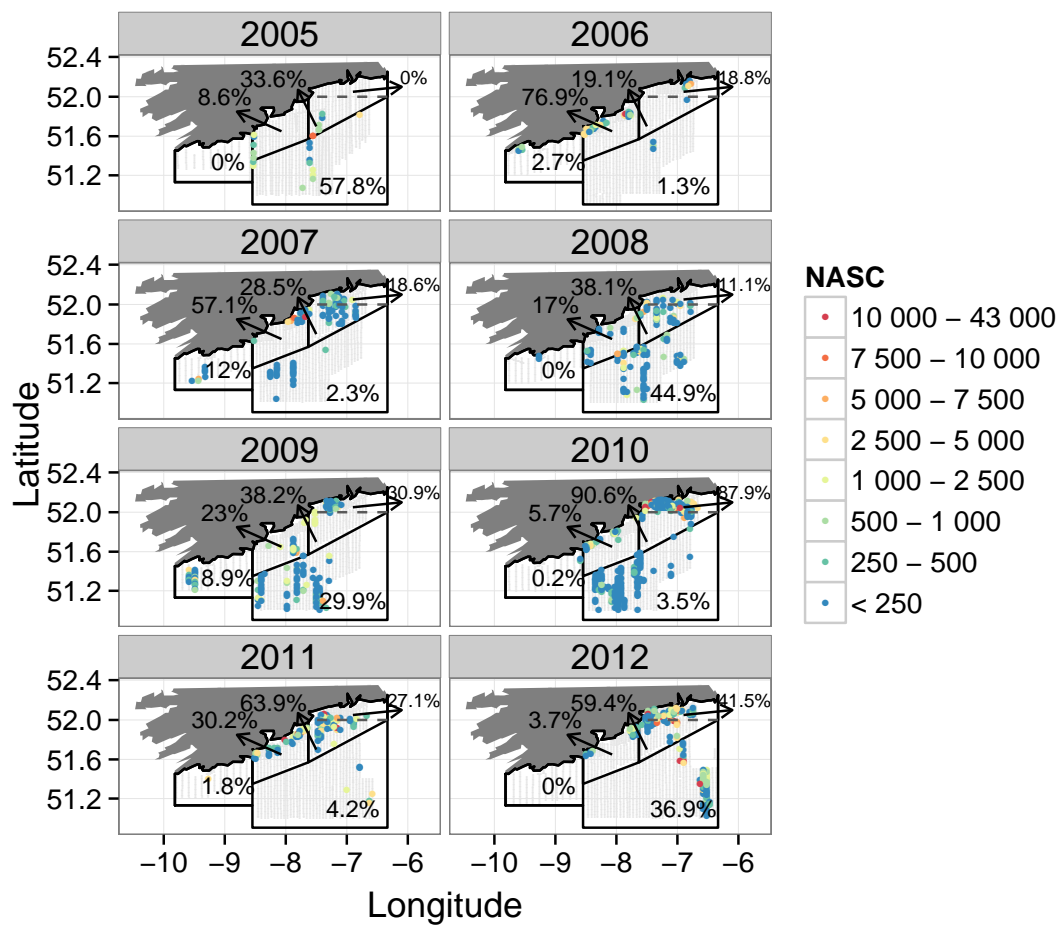 2005 2006
52.4
33.6% 0% 19.1% 18.8%
8.6% 76.9%
52.0
51.6
0% 2.7%
51.2
57.8% 1.3%
2007 2008
52.4
28.5% 18.6% 38.1% 11.1%
57.1% 17%
52.0
51.6
12% 0%
51.2
2.3% 44.9%
2009 2010
52.4
38.2% 30.9% 90.6% 87.9%
23% 5.7%
52.0
51.6
8.9% 0.2%
51.2
29.9% 3.5%
2011 2012
52.4
63.9% 27.1% 59.4% 41.5%
30.2% 3.7%
52.0
51.6
1.8% 0%
51.2
4.2% 36.9%
−10 −9 −8 −7 −6 −10 −9 −8 −7 −6
Longitude
Latitude
NASC
10 000 − 43 000
7 500 − 10 000
5 000 − 7 500
2 500 − 5 000
1 000 − 2 500
500 − 1 000
250 − 500
< 250